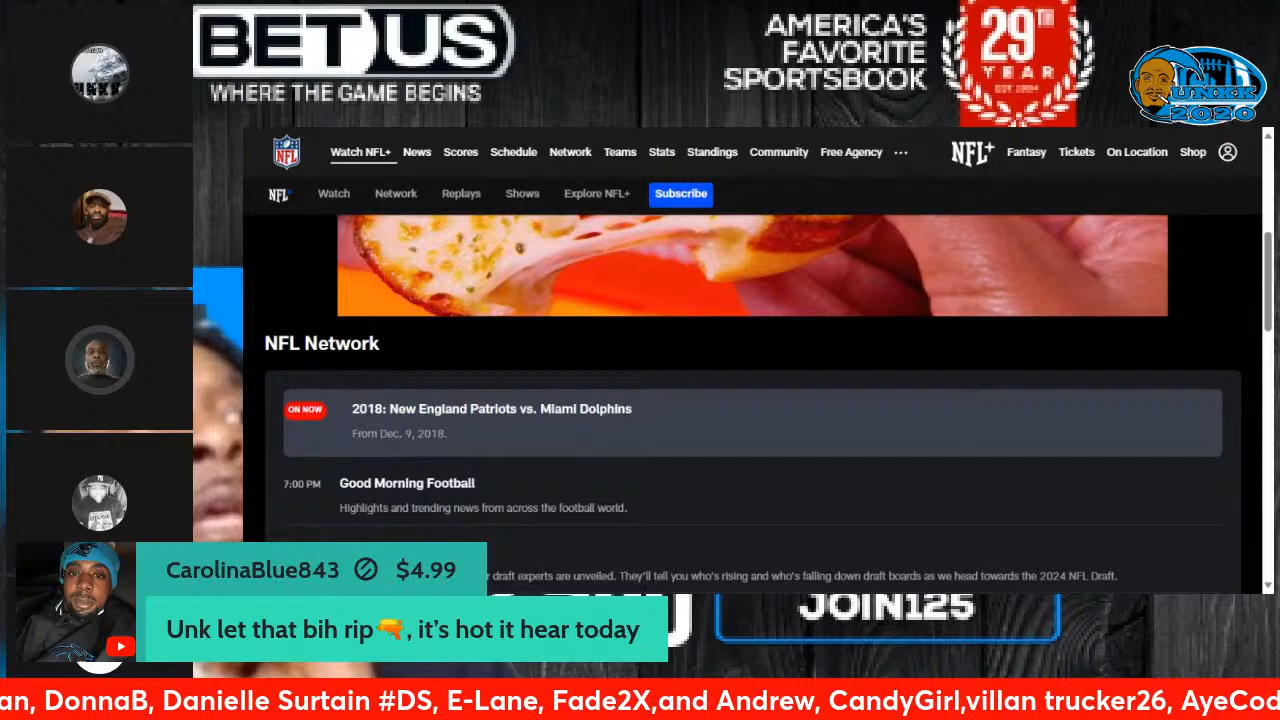 BETUS
WHERE THE GAME BEGINS
AMERICA'S
FAVORITE
SPORTSBOOK
29TH
YEAR
UNKK
2020
NFL
Watch NFL+ News Scores Schedule Network Teams Stats Standings Community Free Agency ...
NFL+ Fantasy Tickets On Location Shop
NFL+ Watch Network Replays Shows Explore NFL+ Subscribe
NFL Network
ON NOW
2018: New England Patriots vs. Miami Dolphins
From Dec. 9, 2018.
7:00 PM
Good Morning Football
Highlights and trending news from across the football world.
r draft experts are unveiled. They'll tell you who's rising and who's falling down draft boards as we head towards the 2024 NFL Draft.
CarolinaBlue843 $4.99
Unk let that bih rip🔫, it's hot it hear today
JOIN125
an, DonnaB, Danielle Surtain #DS, E-Lane, Fade2X,and Andrew, CandyGirl,villan trucker26, AyeCod